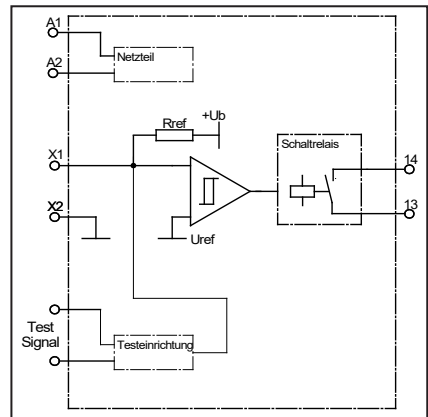 A1
Netzteil
A2
+Ub
Rref
Schaltrelais
X1
14
X2
13
Uref
Test
Signal
Testeinrichtung